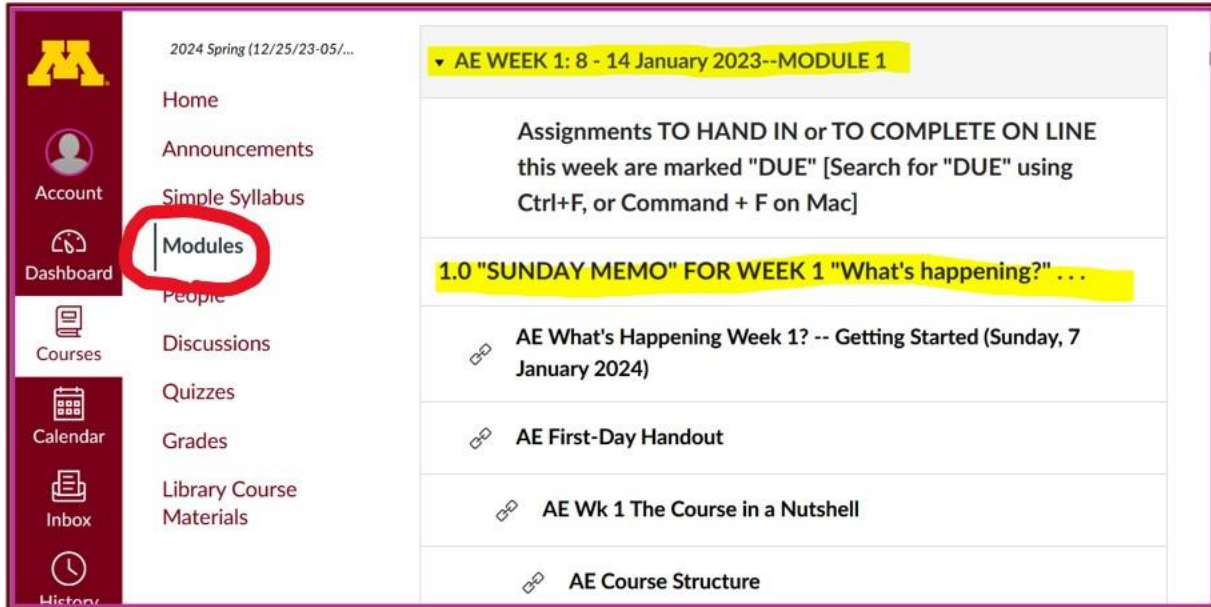 Account
Dashboard
Courses
Calendar
Inbox
History
2024 Spring (12/25/23-05/...
Home
Announcements
Simple Syllabus
Modules
People
Discussions
Quizzes
Grades
Library Course
Materials
AE WEEK 1: 8 - 14 January 2023--MODULE 1
Assignments TO HAND IN or TO COMPLETE ON LINE
this week are marked "DUE" [Search for "DUE" using
Ctrl+F, or Command + F on Mac]
1.0 "SUNDAY MEMO" FOR WEEK 1 "What's happening?" . . .
AE What's Happening Week 1? -- Getting Started (Sunday, 7
January 2024)
AE First-Day Handout
AE Wk 1 The Course in a Nutshell
AE Course Structure